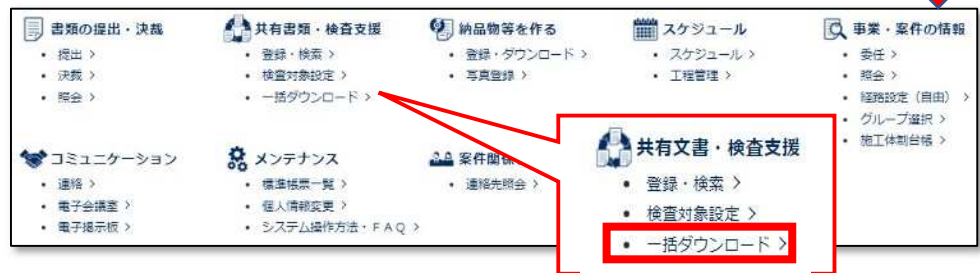 書類の提出・決裁
・ 提出 >
・ 決裁 >
・ 照会 >
共有書類・検査支援
・ 登録・検索 >
・ 検査対象設定 >
・ 一括ダウンロード >
納品物等を作る
・ 登録・ダウンロード >
・ 写真登録 >
スケジュール
・ スケジュール >
・ 工程管理 >
事業・案件の情報
・ 委任 >
・ 照会 >
・ 経路設定(自由) >
・ グループ選択 >
・ 施工体制台帳 >
コミュニケーション
・ 連絡 >
・ 電子会議室 >
・ 電子掲示板 >
メンテナンス
・ 標準帳票一覧 >
・ 個人情報変更 >
・ システム操作方法・FAQ >
案件関係
・ 連絡先照会 >
共有文書・検査支援
• 登録・検索 >
• 検査対象設定 >
• 一括ダウンロード >